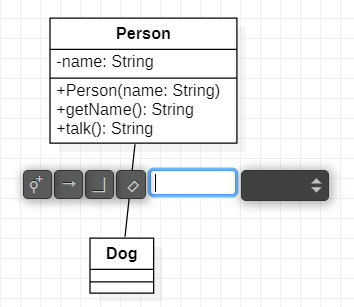 Person
-name: String
+Person(name: String)
+getName(): String
+talk(): String
Dog